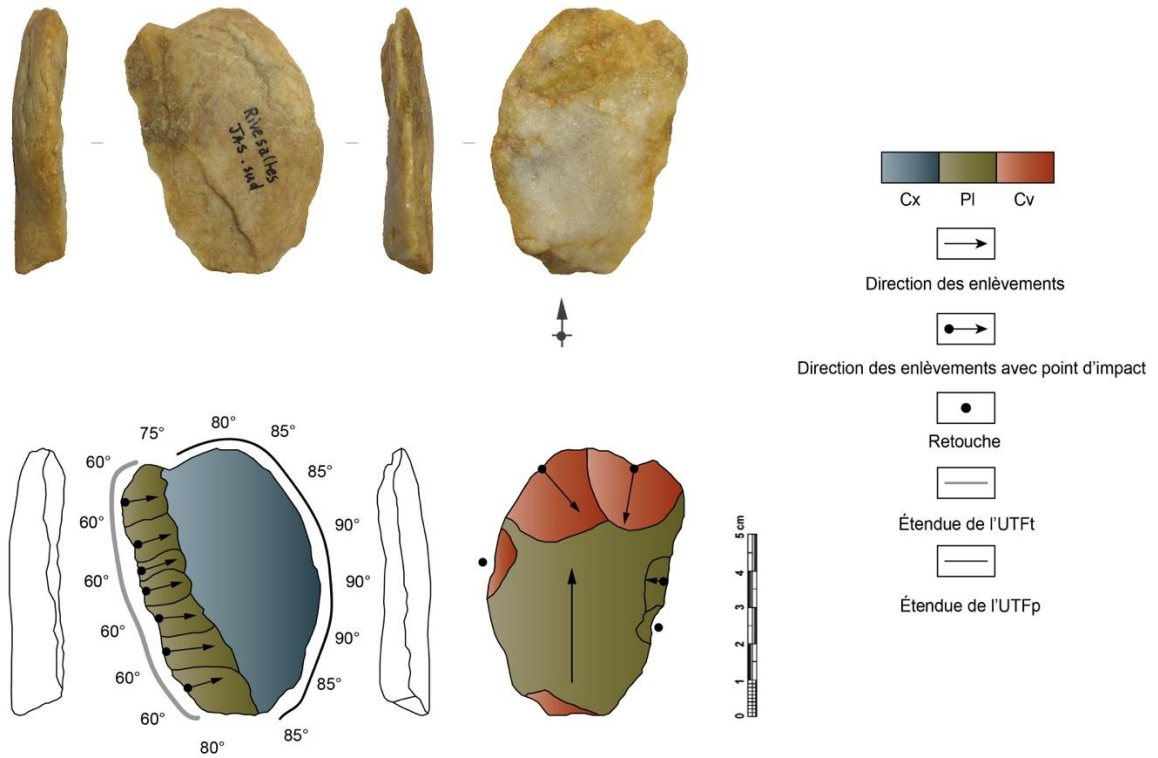 Rivesaltes
JAS. sud
Cx Pl Cv
Direction des enlèvements
Direction des enlèvements avec point d'impact
Retouche
Étendue de l'UTFt
Étendue de l'UTFp
80°
75° 85°
60° 85°
60° 90°
60° 90°
60° 90°
60° 85°
60° 85°
80°
5 cm
4
3
2
1
0